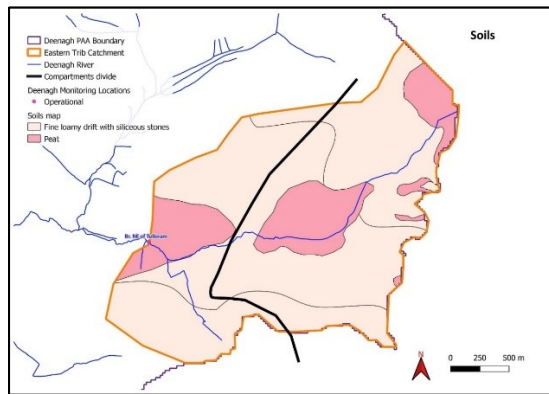 Soils
Deenagh PAA Boundary
Eastern Trib Catchment
Deenagh River
Compartments divide
Deenagh Monitoring Locations
Operational
Soils map
Fine loamy drift with siliceous stones
Peat
N
0 250 500 m